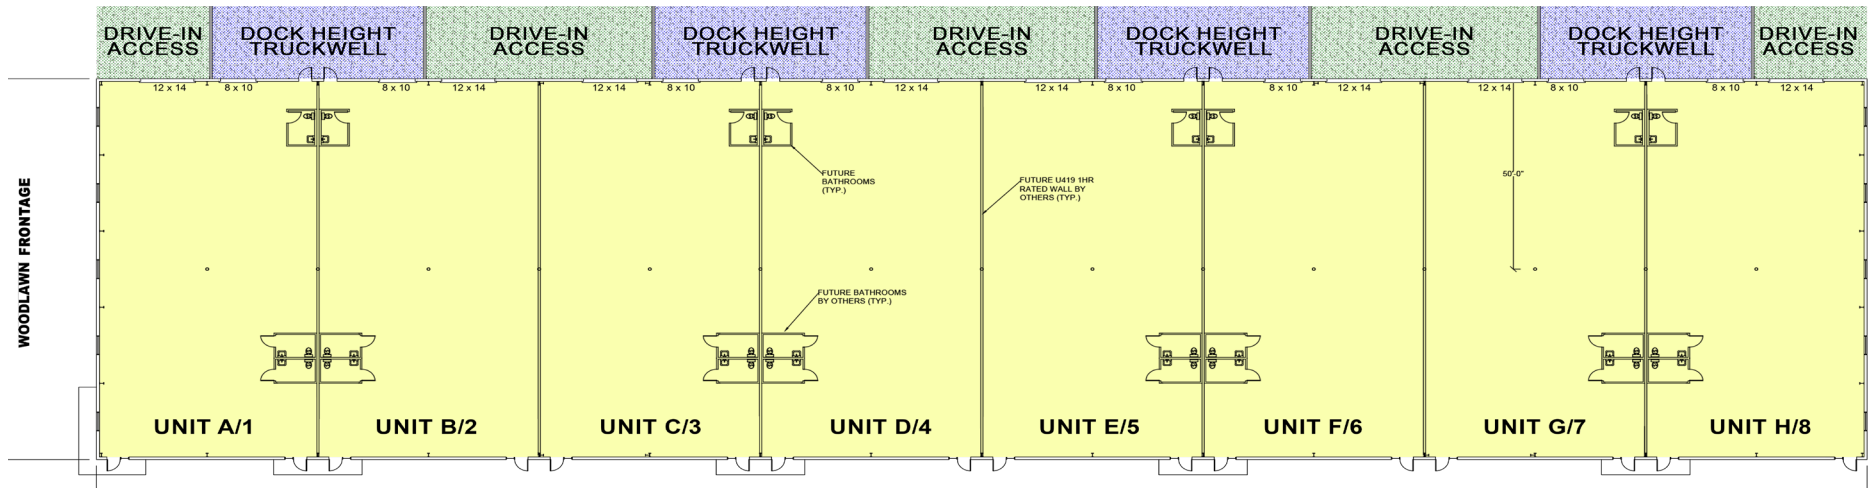 DRIVE-IN
ACCESS
DOCK HEIGHT
TRUCKWELL
DRIVE-IN
ACCESS
DOCK HEIGHT
TRUCKWELL
DRIVE-IN
ACCESS
DOCK HEIGHT
TRUCKWELL
DRIVE-IN
ACCESS
DOCK HEIGHT
TRUCKWELL
DRIVE-IN
ACCESS
12 x 14
8 x 10
8 x 10
12 x 14
12 x 14
8 x 10
8 x 10
12 x 14
12 x 14
8 x 10
8 x 10
12 x 14
12 x 14
8 x 10
8 x 10
12 x 14
WOODLAWN FRONTAGE
FUTURE
BATHROOMS
(TYP.)
FUTURE U419 1HR
RATED WALL BY
OTHERS (TYP.)
50'-0"
FUTURE BATHROOMS
BY OTHERS (TYP.)
UNIT A/1
UNIT B/2
UNIT C/3
UNIT D/4
UNIT E/5
UNIT F/6
UNIT G/7
UNIT H/8